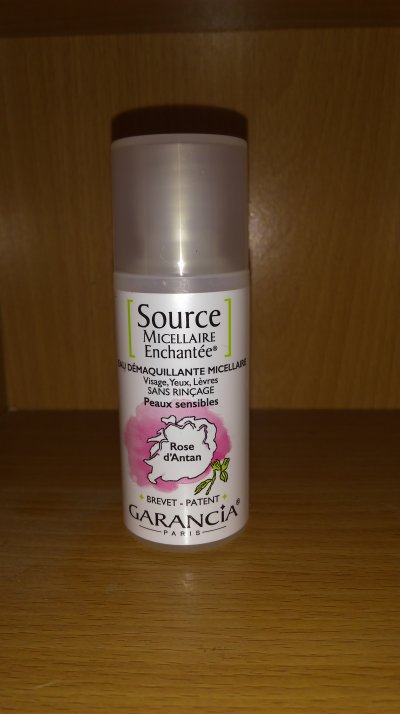 [Source]
MICELLAIRE
Enchantée®
EAU DÉMAQUILLANTE MICELLAIRE
Visage, Yeux, Lèvres
SANS RINÇAGE
Peaux sensibles
Rose
d'Antan
+ BREVET - PATENT +
GARANCIA®
PARIS